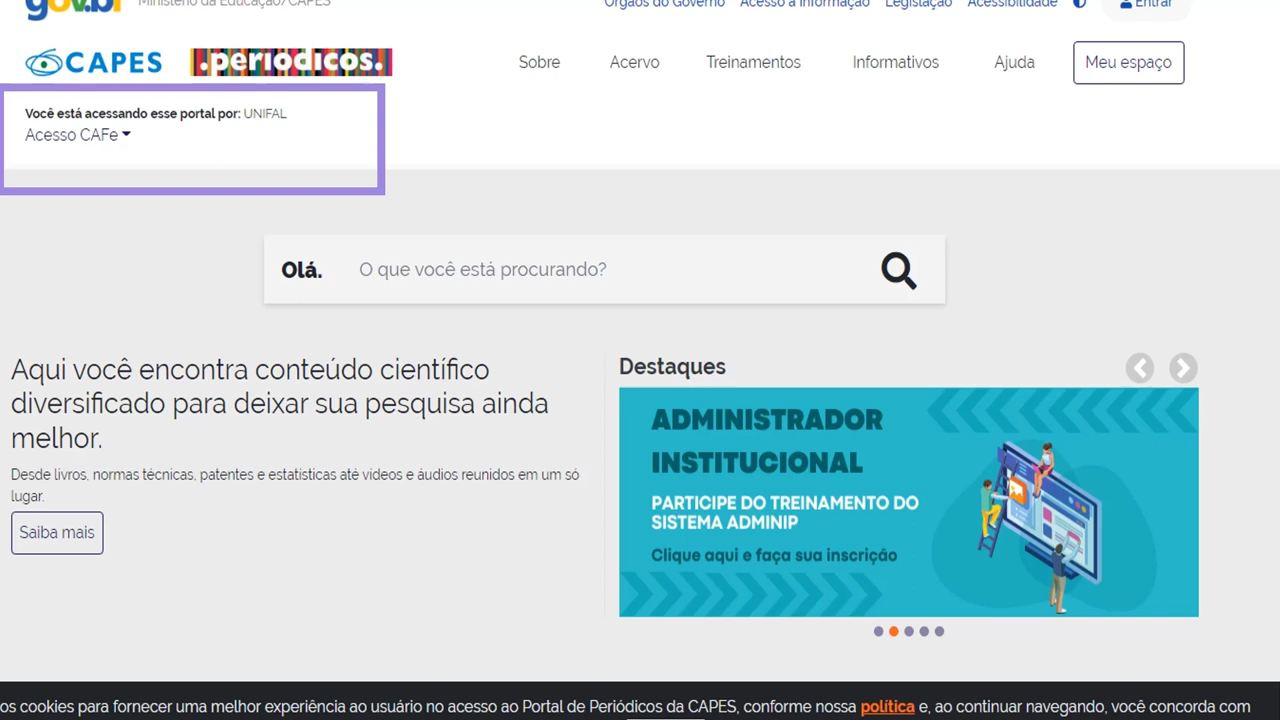 gov.br Ministério da Educação/CAPES
Órgãos do Governo Acesso à Informação Legislação Acessibilidade Entrar
CAPES .periódicos. Sobre Acervo Treinamentos Informativos Ajuda Meu espaço
Você está acessando esse portal por: UNIFAL
Acesso CAFe
Olá. O que você está procurando?
Aqui você encontra conteúdo científico
diversificado para deixar sua pesquisa ainda
melhor.
Desde livros, normas técnicas, patentes e estatísticas até vídeos e áudios reunidos em um só
lugar.
Saiba mais
Destaques
ADMINISTRADOR
INSTITUCIONAL
PARTICIPE DO TREINAMENTO DO
SISTEMA ADMINIP
Clique aqui e faça sua inscrição
os cookies para fornecer uma melhor experiência ao usuário no acesso ao Portal de Periódicos da CAPES, conforme nossa política e, ao continuar navegando, você concorda com